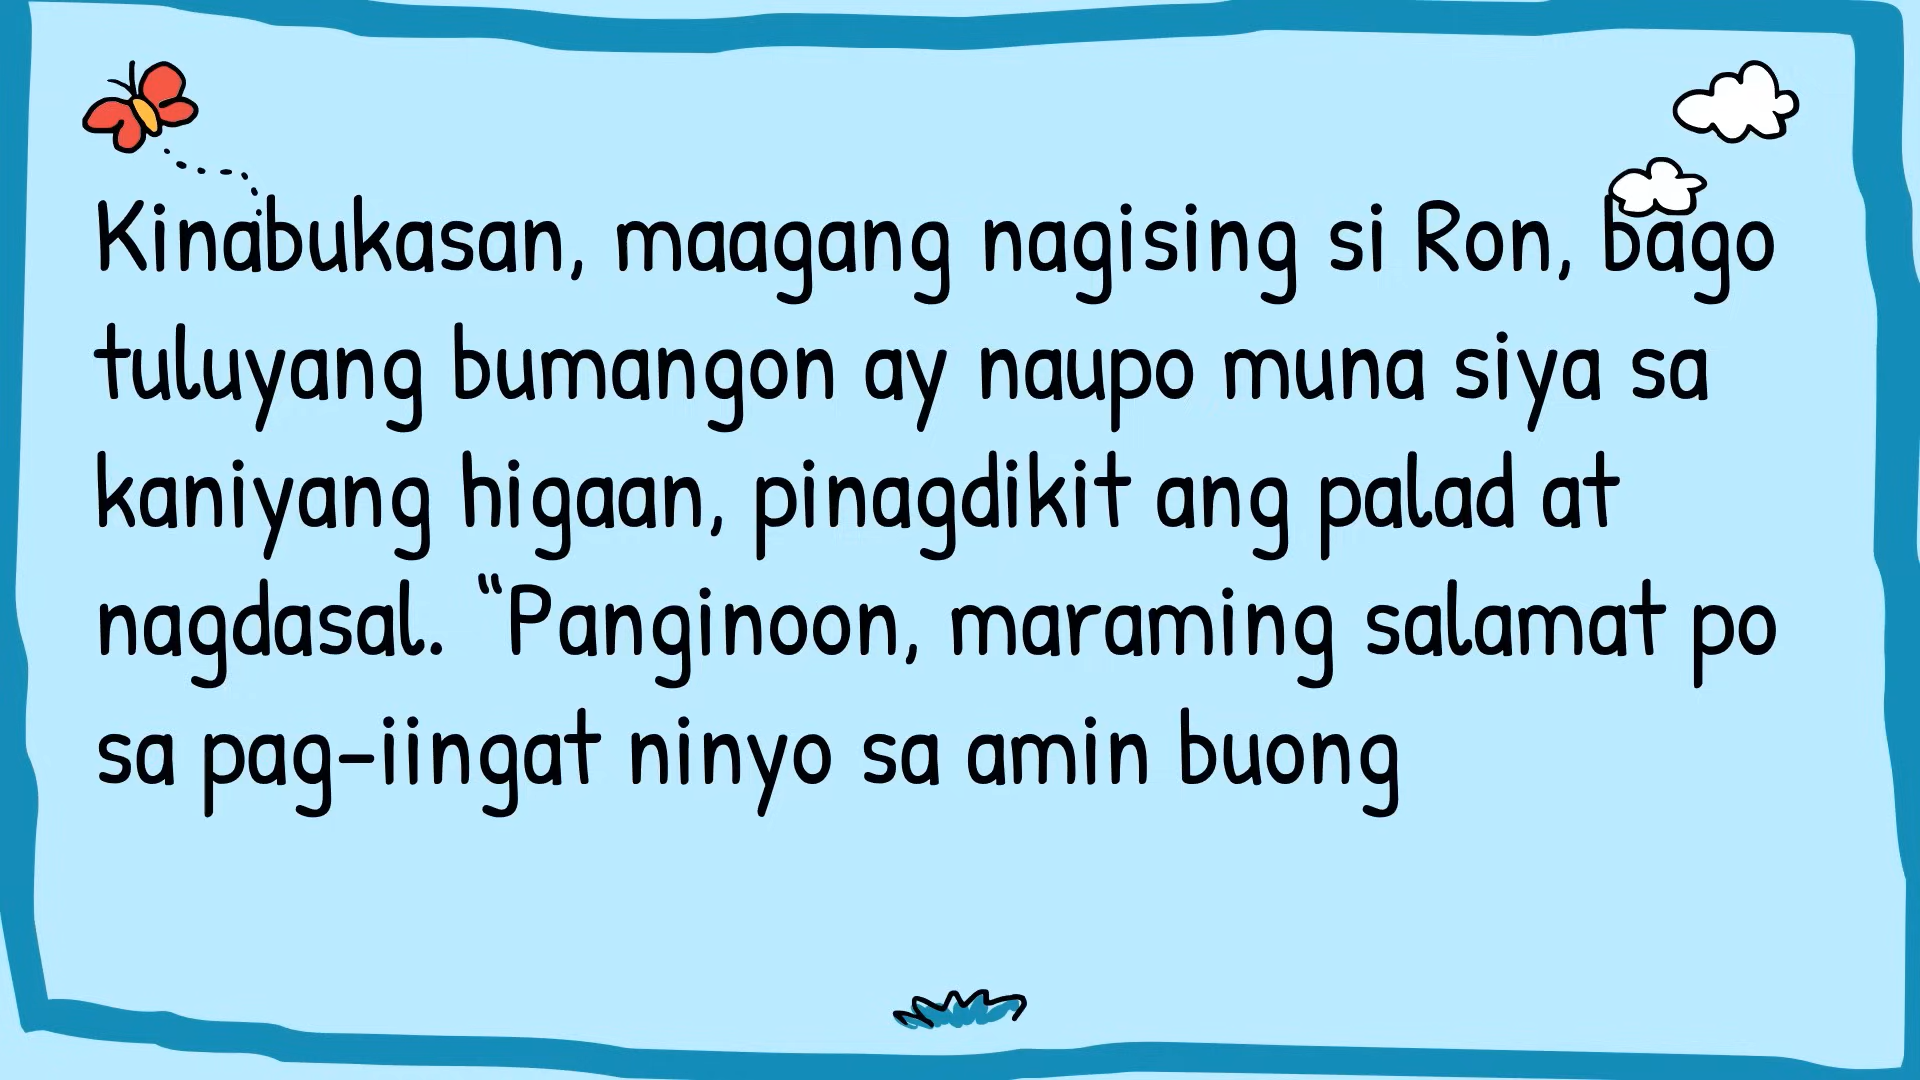 Kinabukasan, maagang nagising si Ron, bago
tuluyang bumangon ay naupo muna siya sa
kaniyang higaan, pinagdikit ang palad at
nagdasal. “Panginoon, maraming salamat po
sa pag-iingat ninyo sa amin buong